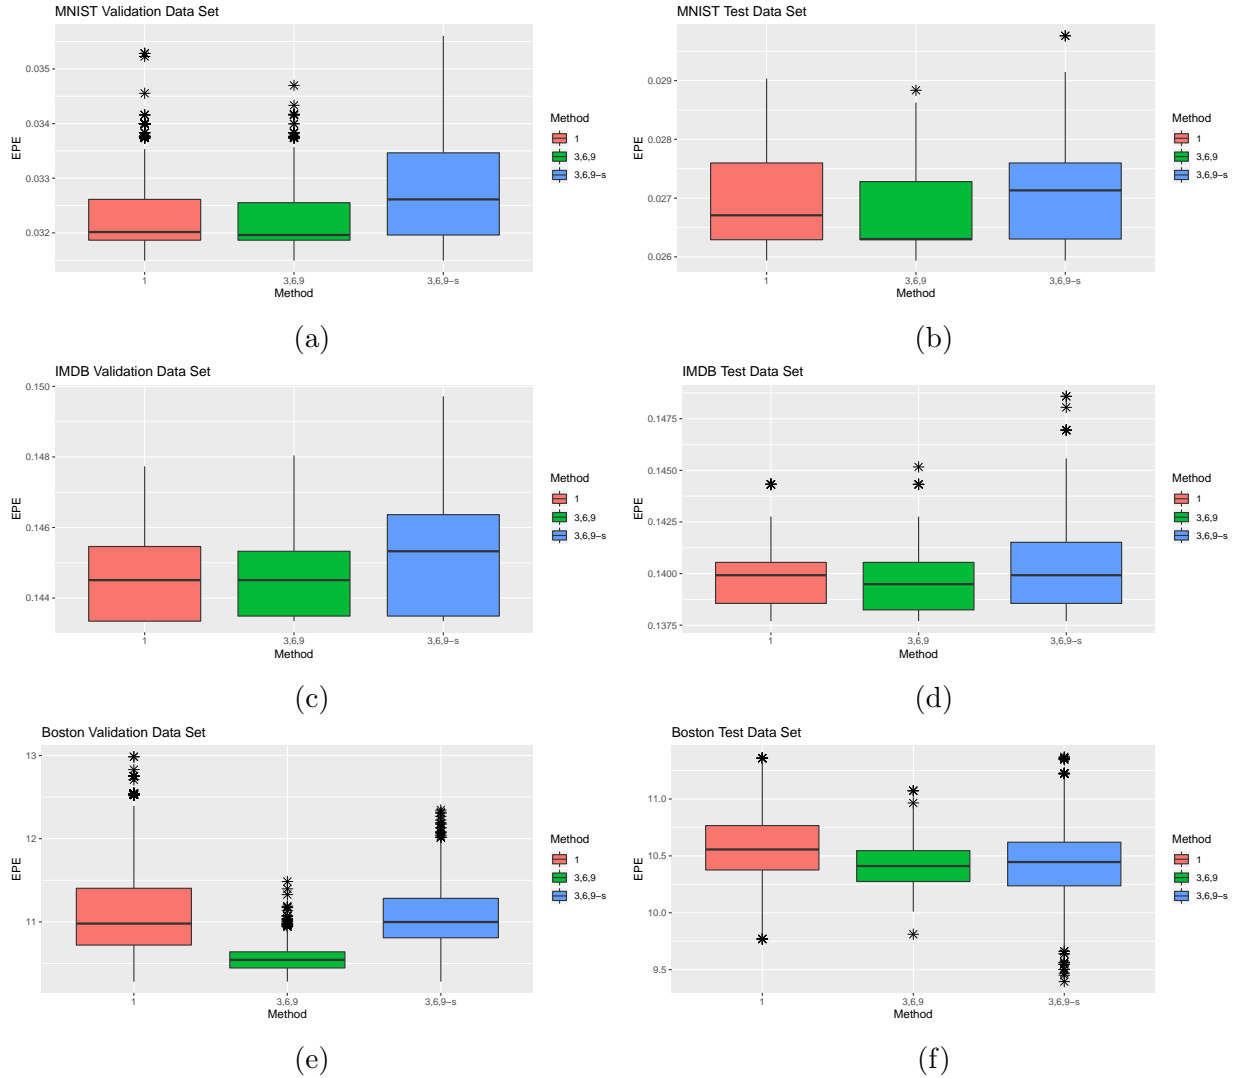 MNIST Validation Data Set
EPE
0.035
0.034
0.033
0.032
1
3,6,9
3,6,9−s
Method
Method
1
3,6,9
3,6,9−s
(a)
MNIST Test Data Set
EPE
0.029
0.028
0.027
0.026
1
3,6,9
3,6,9−s
Method
Method
1
3,6,9
3,6,9−s
(b)
IMDB Validation Data Set
EPE
0.150
0.148
0.146
0.144
1
3,6,9
3,6,9−s
Method
Method
1
3,6,9
3,6,9−s
(c)
IMDB Test Data Set
EPE
0.1475
0.1450
0.1425
0.1400
0.1375
1
3,6,9
3,6,9−s
Method
Method
1
3,6,9
3,6,9−s
(d)
Boston Validation Data Set
EPE
13
12
11
1
3,6,9
3,6,9−s
Method
Method
1
3,6,9
3,6,9−s
(e)
Boston Test Data Set
EPE
11.0
10.5
10.0
9.5
1
3,6,9
3,6,9−s
Method
Method
1
3,6,9
3,6,9−s
(f)